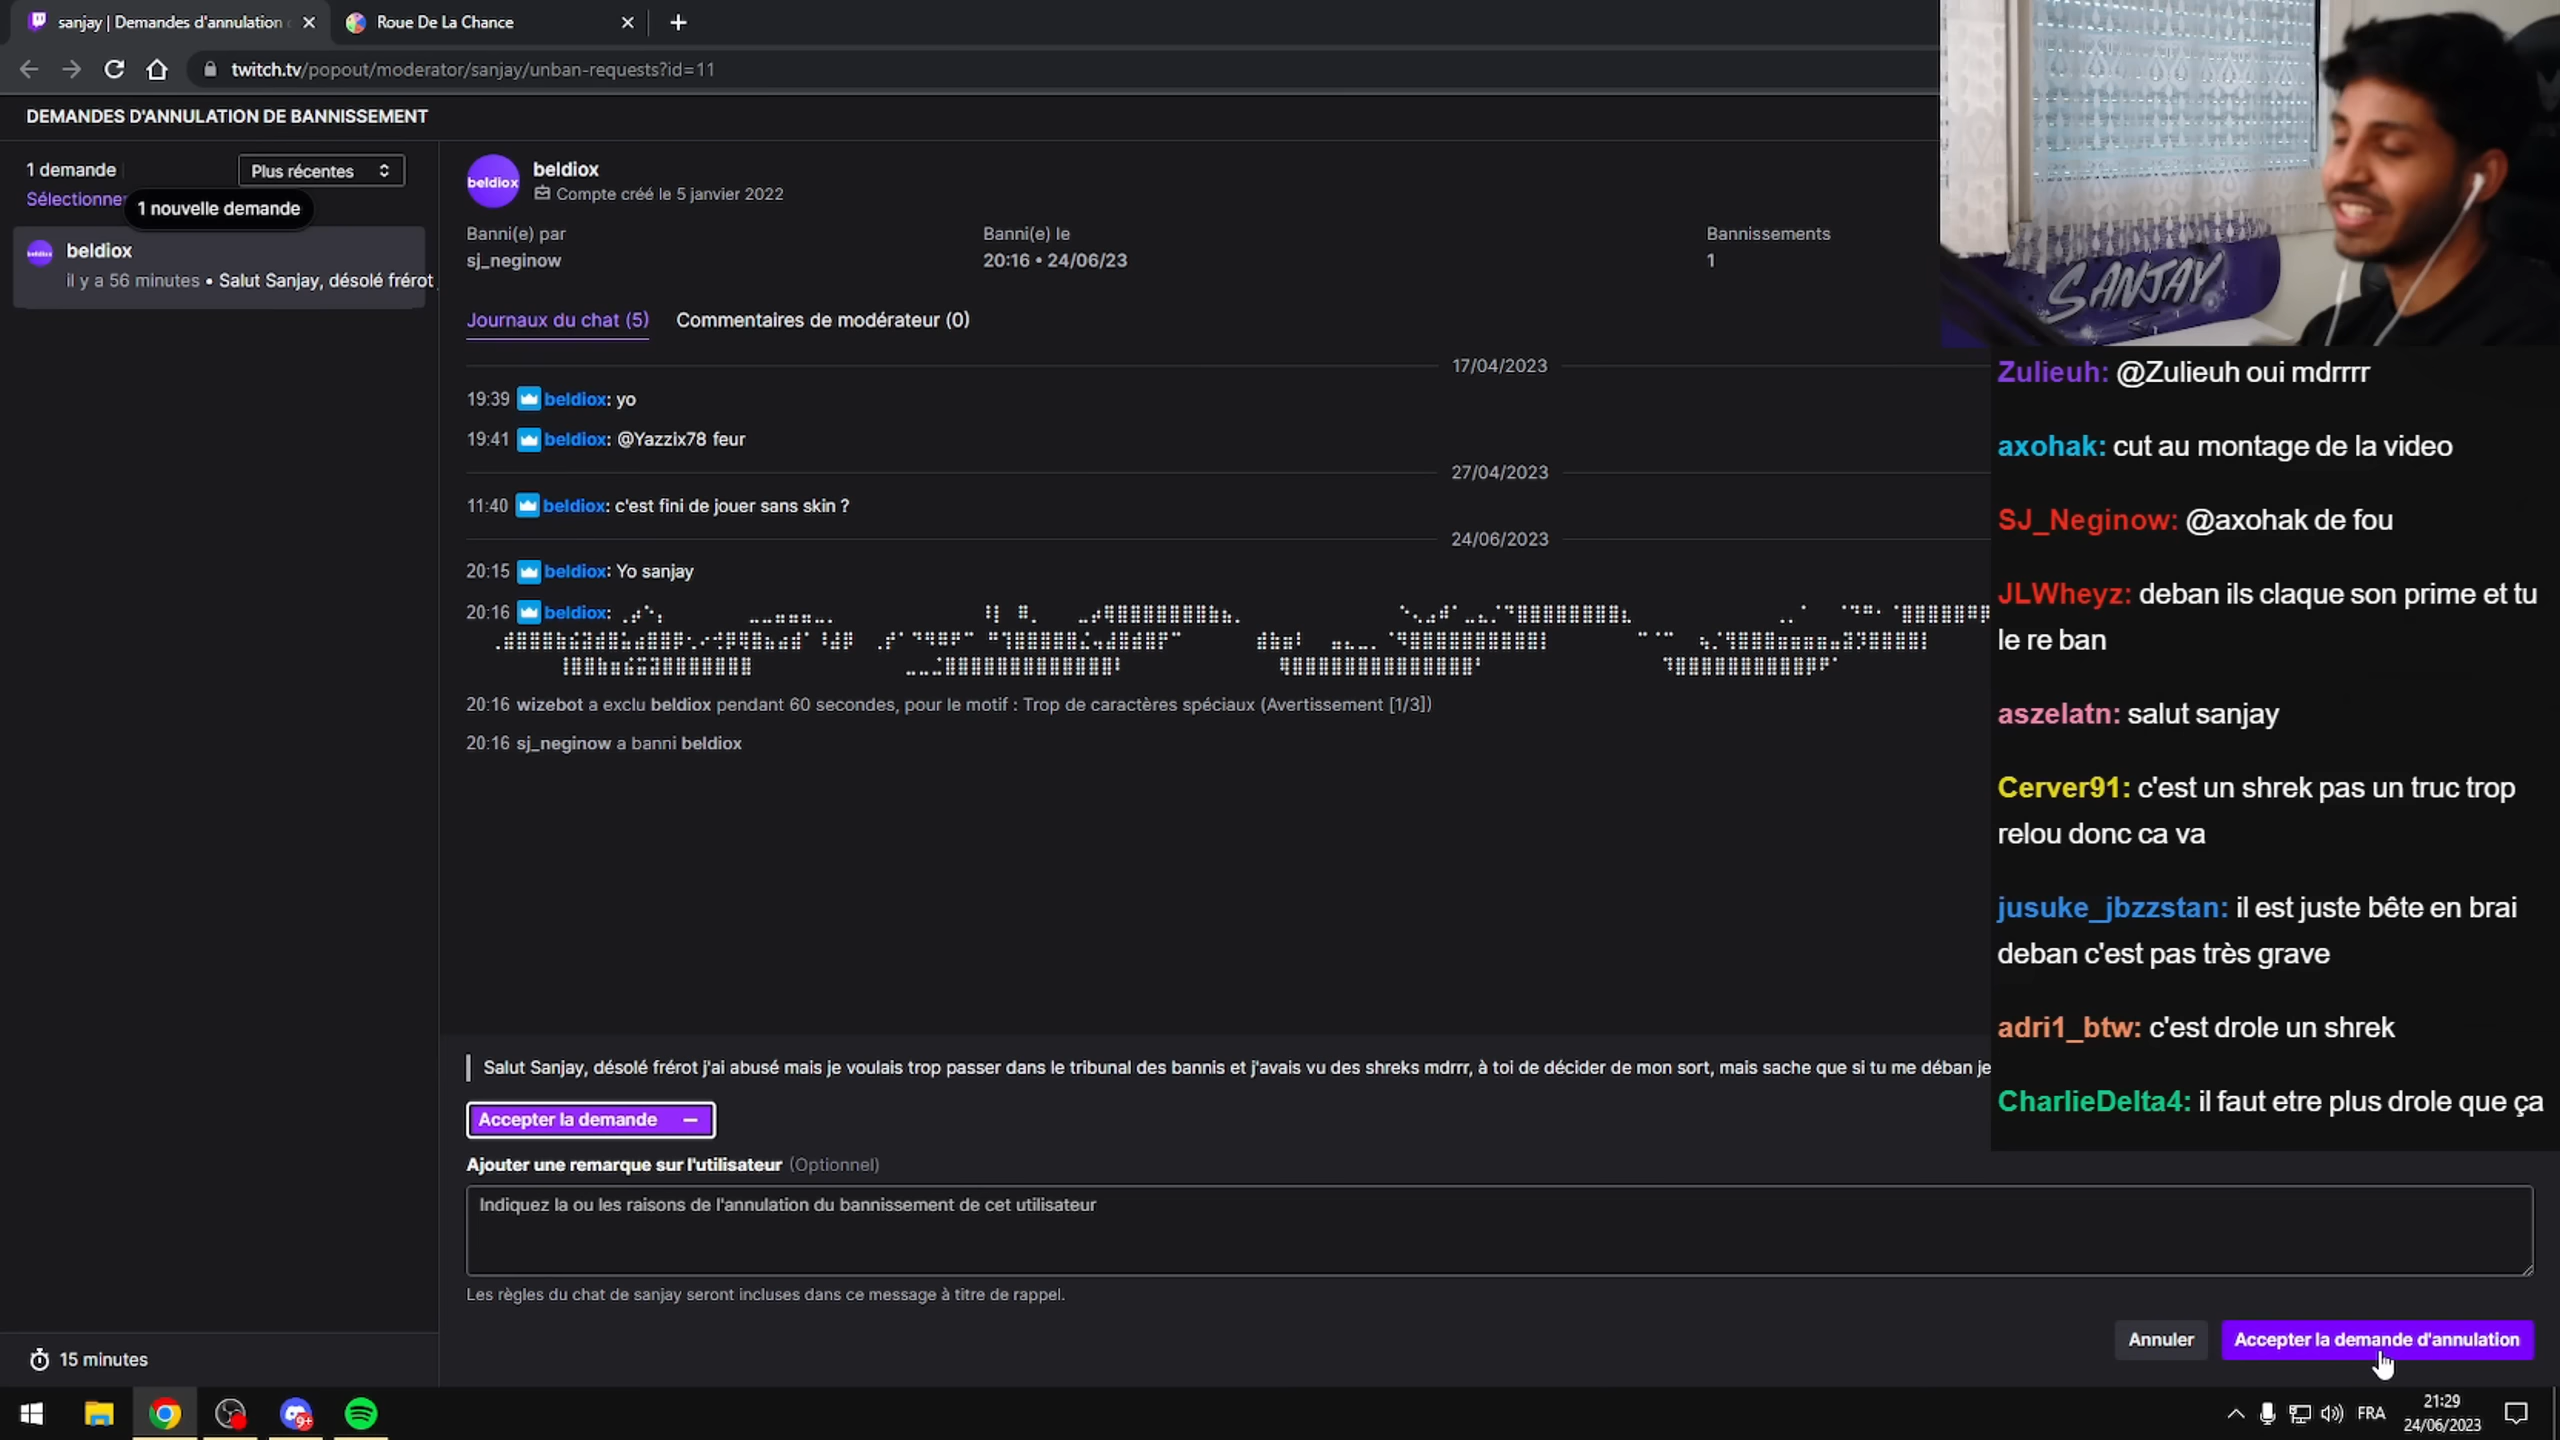 sanjay | Demandes d'annulation
Roue De La Chance
twitch.tv/popout/moderator/sanjay/unban-requests?id=11
DEMANDES D'ANNULATION DE BANNISSEMENT
1 demande
Plus récentes
Sélectionner
1 nouvelle demande
beldiox
il y a 56 minutes • Salut Sanjay, désolé frérot
beldiox
beldiox
Compte créé le 5 janvier 2022
Banni(e) par
sj_neginow
Banni(e) le
20:16 • 24/06/23
Bannissements
1
Journaux du chat (5)
Commentaires de modérateur (0)
17/04/2023
19:39 beldiox: yo
19:41 beldiox: @Yazzix78 feur
27/04/2023
11:40 beldiox: c'est fini de jouer sans skin ?
24/06/2023
20:15 beldiox: Yo sanjay
20:16 beldiox:
20:16 wizebot a exclu beldiox pendant 60 secondes, pour le motif : Trop de caractères spéciaux (Avertissement [1/3])
20:16 sj_neginow a banni beldiox
Salut Sanjay, désolé frérot j'ai abusé mais je voulais trop passer dans le tribunal des bannis et j'avais vu des shreks mdrrr, à toi de décider de mon sort, mais sache que si tu me déban je
Accepter la demande
Ajouter une remarque sur l'utilisateur (Optionnel)
Indiquez la ou les raisons de l'annulation du bannissement de cet utilisateur
Les règles du chat de sanjay seront incluses dans ce message à titre de rappel.
Annuler
Accepter la demande d'annulation
15 minutes
SANJAY
Zulieuh: @Zulieuh oui mdrrrr
axohak: cut au montage de la video
SJ_Neginow: @axohak de fou
JLWheyz: deban ils claque son prime et tu
le re ban
aszelatn: salut sanjay
Cerver91: c'est un shrek pas un truc trop
relou donc ca va
jusuke_jbzzstan: il est juste bête en brai
deban c'est pas très grave
adri1_btw: c'est drole un shrek
CharlieDelta4: il faut etre plus drole que ça
9+
FRA
21:29
24/06/2023